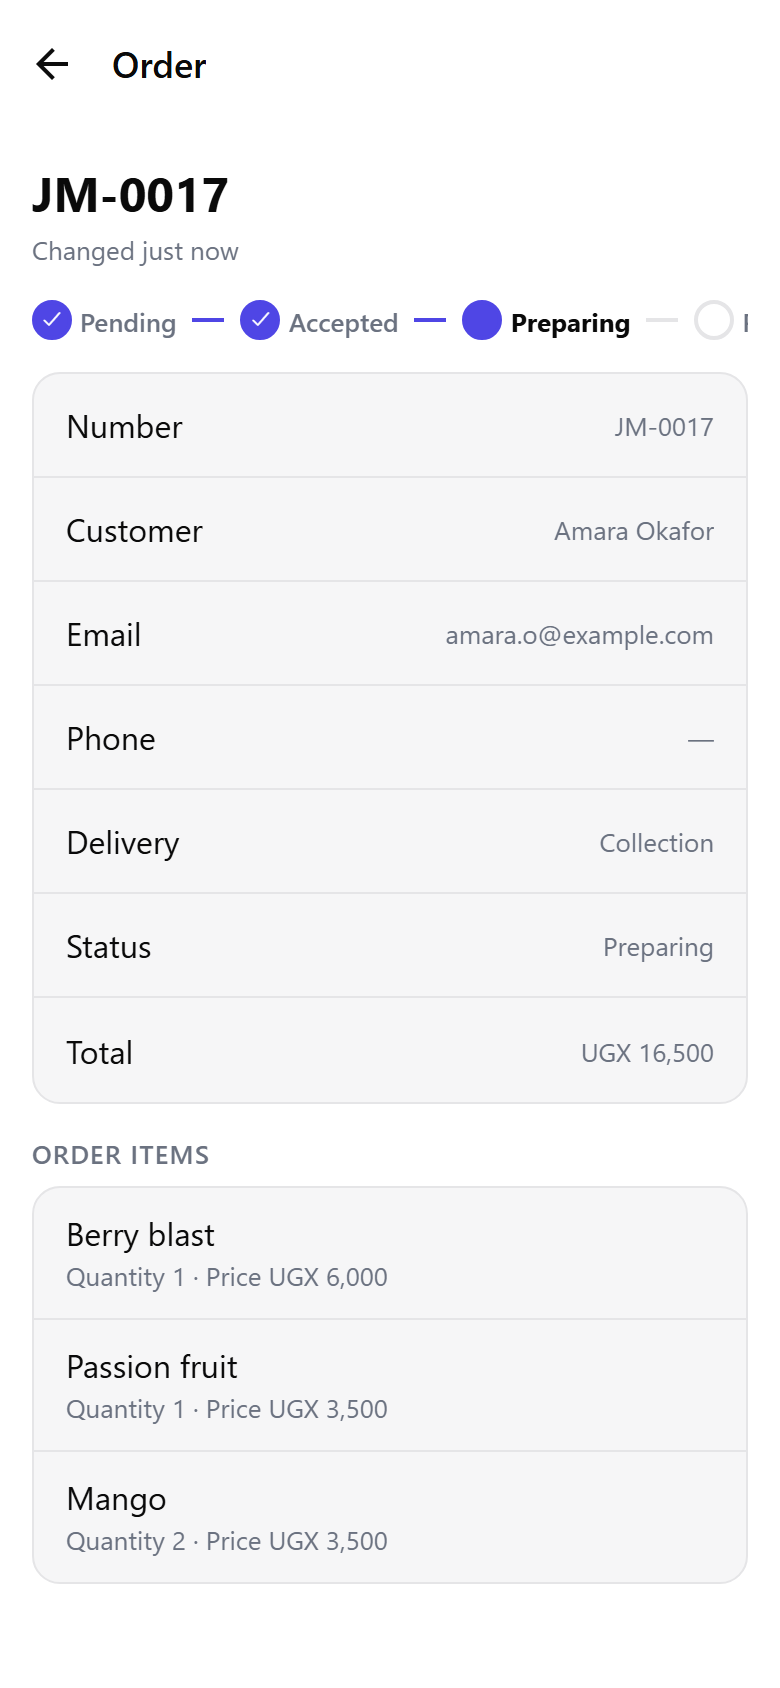 Order
JM-0017
Changed just now
Pending Accepted Preparing
Number JM-0017
Customer Amara Okafor
Email amara.o@example.com
Phone —
Delivery Collection
Status Preparing
Total UGX 16,500
ORDER ITEMS
Berry blast
Quantity 1 · Price UGX 6,000
Passion fruit
Quantity 1 · Price UGX 3,500
Mango
Quantity 2 · Price UGX 3,500